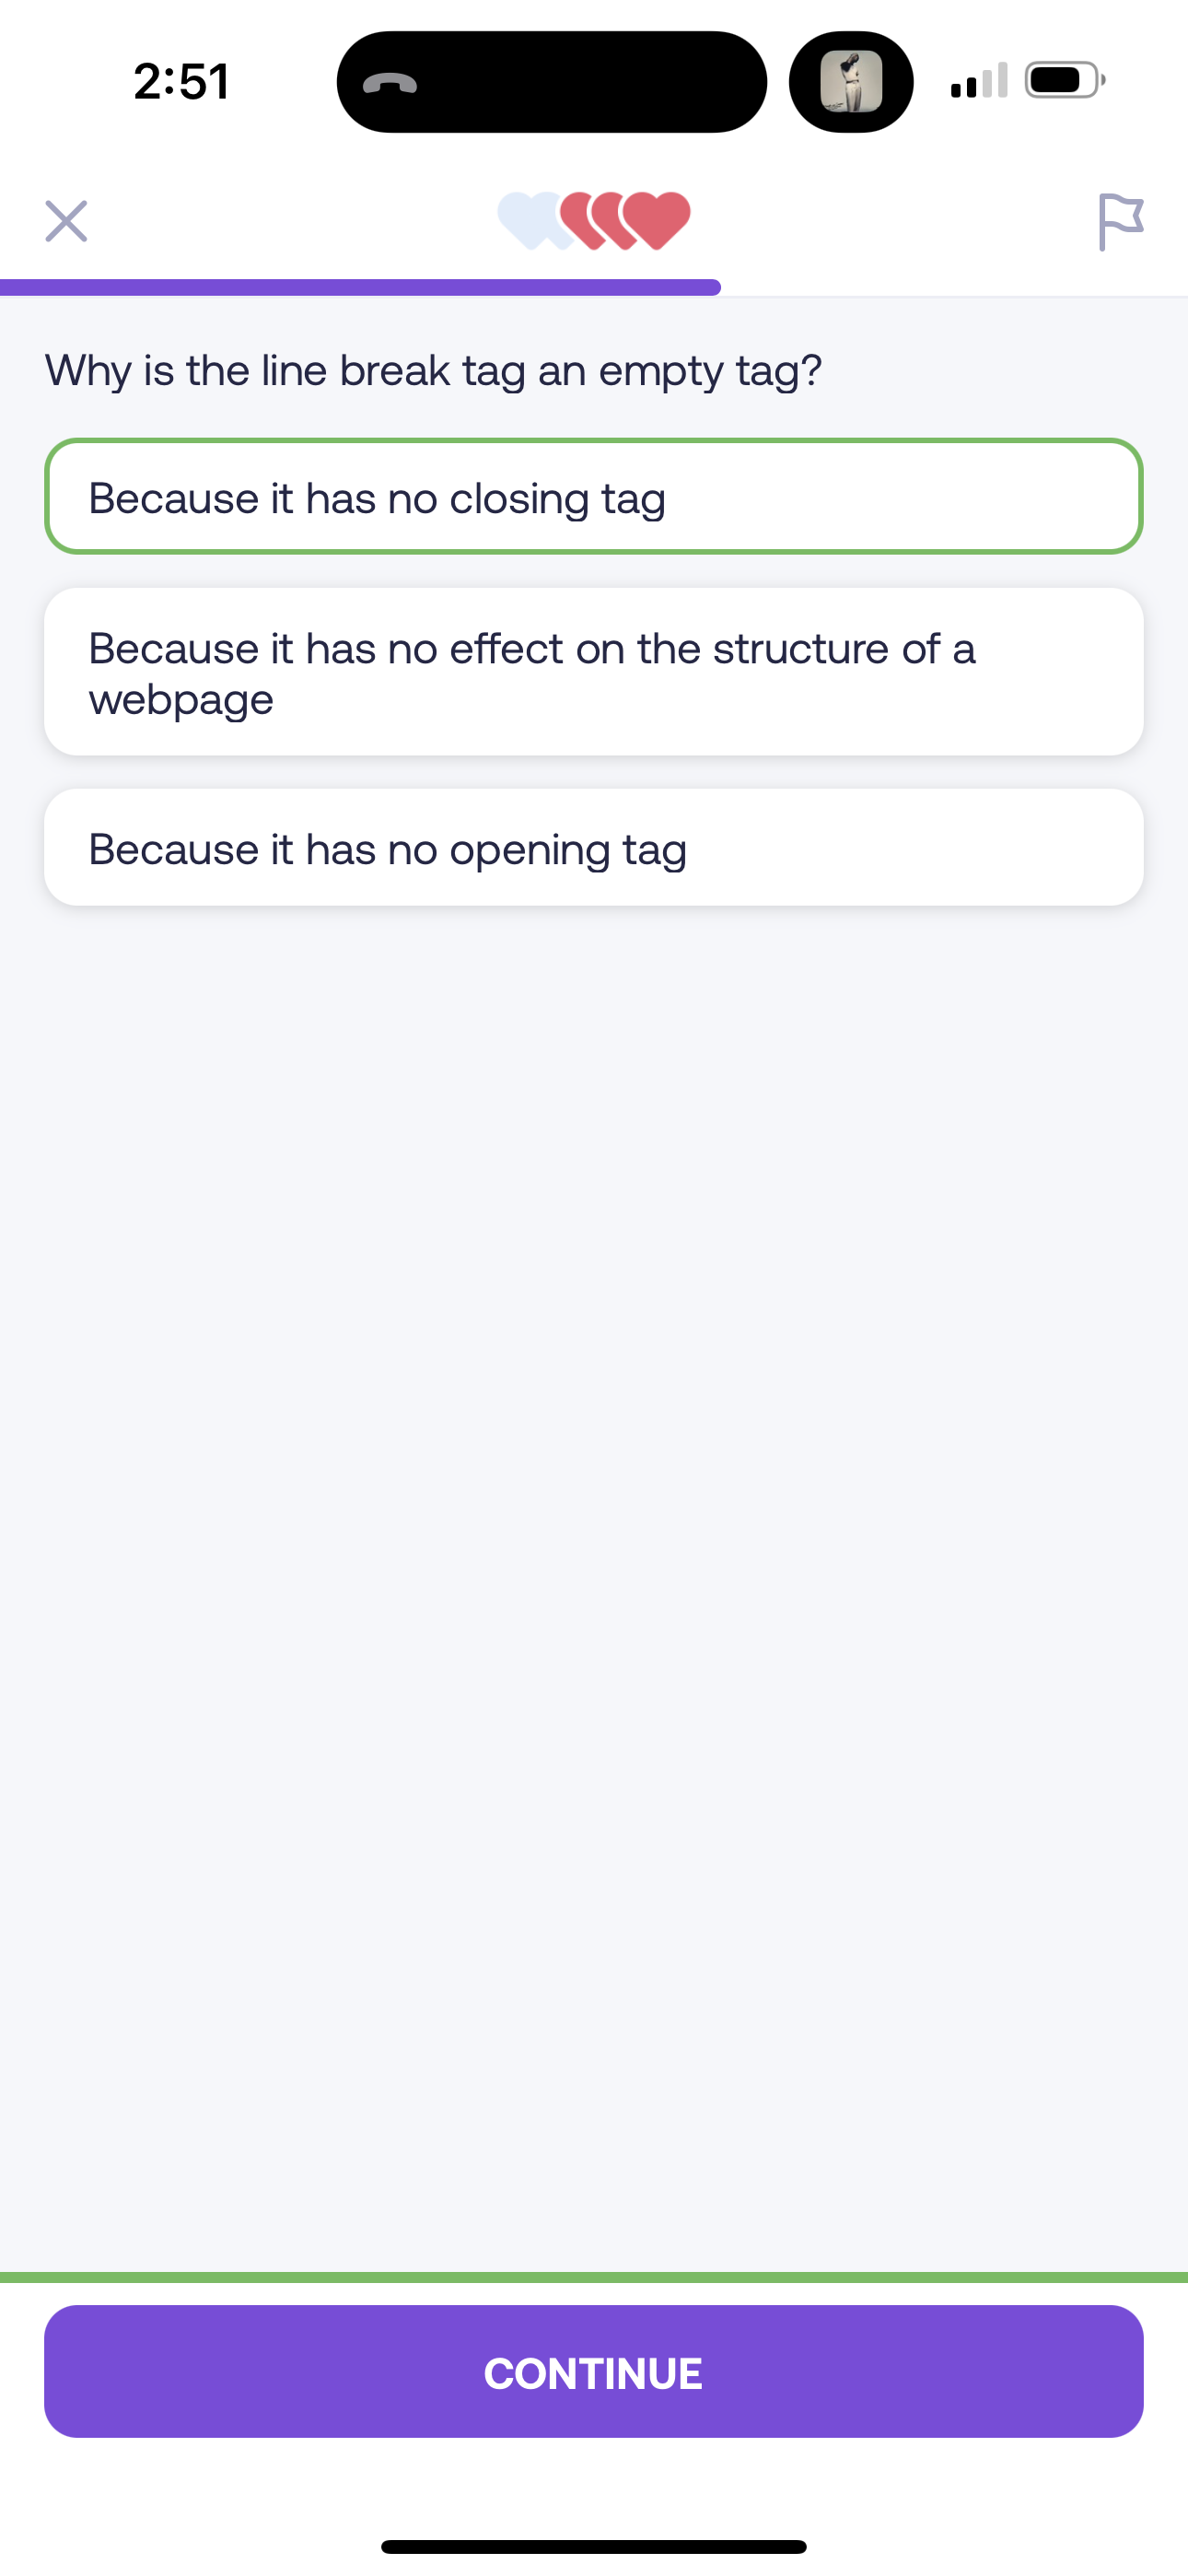 2:51
Why is the line break tag an empty tag?
Because it has no closing tag
Because it has no effect on the structure of a
webpage
Because it has no opening tag
CONTINUE